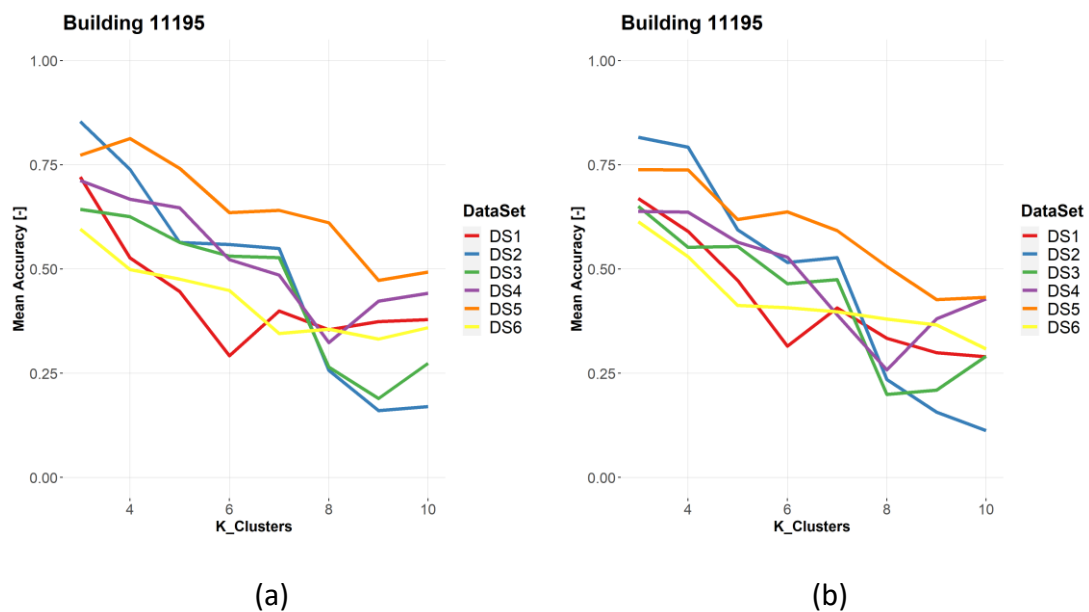 Building 11195
1.00
0.75
0.50
0.25
0.00
Mean Accuracy [-]
4
6
8
10
K_Clusters
DataSet
DS1
DS2
DS3
DS4
DS5
DS6
(a)
Building 11195
1.00
0.75
0.50
0.25
0.00
Mean Accuracy [-]
4
6
8
10
K_Clusters
DataSet
DS1
DS2
DS3
DS4
DS5
DS6
(b)